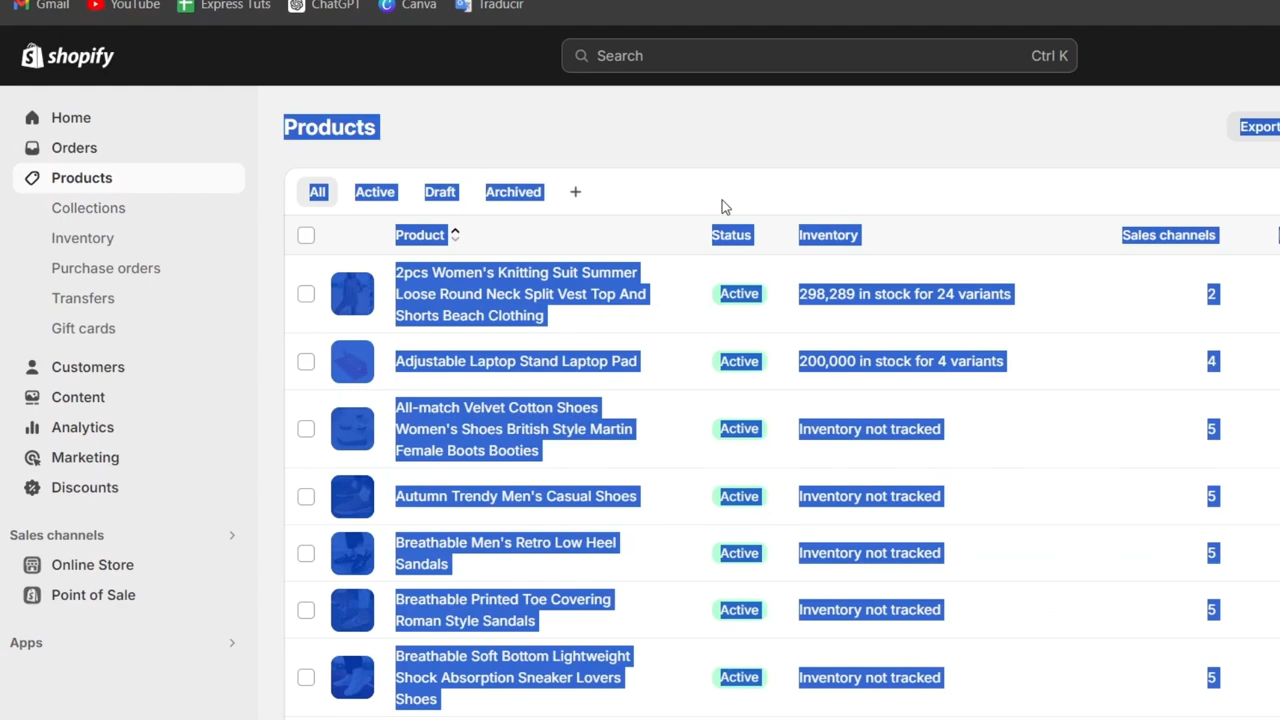 Gmail YouTube Express Tuts ChatGPT Canva Traducir
shopify
Search Ctrl K
Home
Orders
Products
Collections
Inventory
Purchase orders
Transfers
Gift cards
Customers
Content
Analytics
Marketing
Discounts
Sales channels
Online Store
Point of Sale
Apps
Products
Export
All Active Draft Archived +
Product Status Inventory Sales channels
2pcs Women's Knitting Suit Summer
Loose Round Neck Split Vest Top And
Shorts Beach Clothing
Active 298,289 in stock for 24 variants 2
Adjustable Laptop Stand Laptop Pad Active 200,000 in stock for 4 variants 4
All-match Velvet Cotton Shoes
Women's Shoes British Style Martin
Female Boots Booties
Active Inventory not tracked 5
Autumn Trendy Men's Casual Shoes Active Inventory not tracked 5
Breathable Men's Retro Low Heel
Sandals
Active Inventory not tracked 5
Breathable Printed Toe Covering
Roman Style Sandals
Active Inventory not tracked 5
Breathable Soft Bottom Lightweight
Shock Absorption Sneaker Lovers
Shoes
Active Inventory not tracked 5